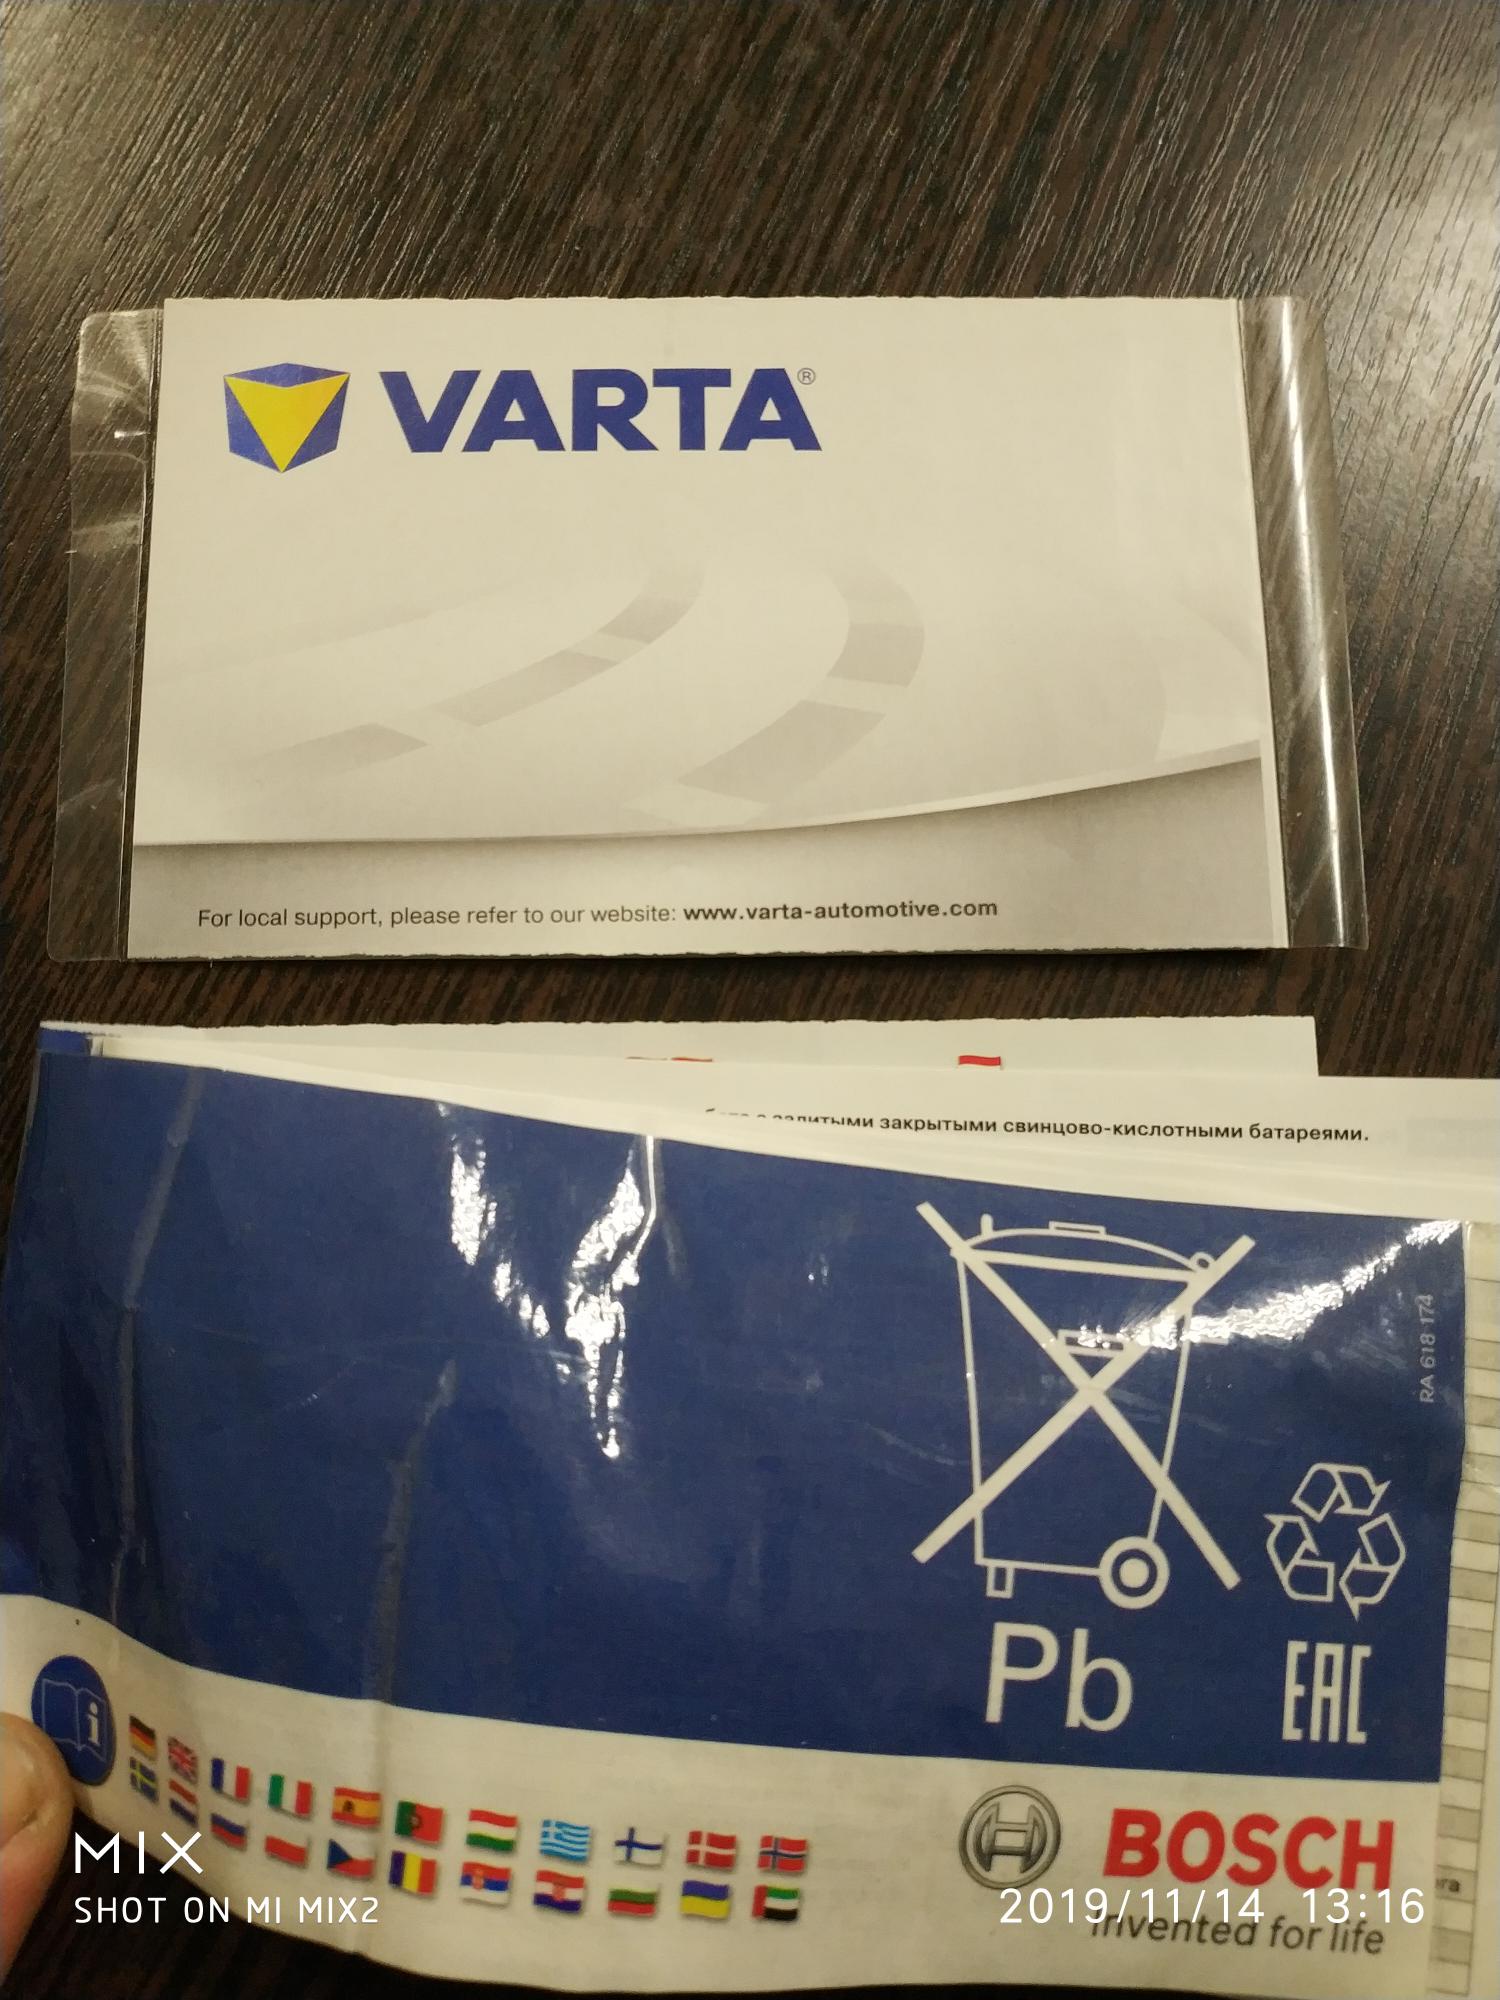 VARTA®
For local support, please refer to our website: www.varta-automotive.com
залитыми закрытыми свинцово-кислотными батареями.
RA 618 174
Pb
EAC
i
BOSCH
Invented for life
MIX
SHOT ON MI MIX2
2019/11/14 13:16